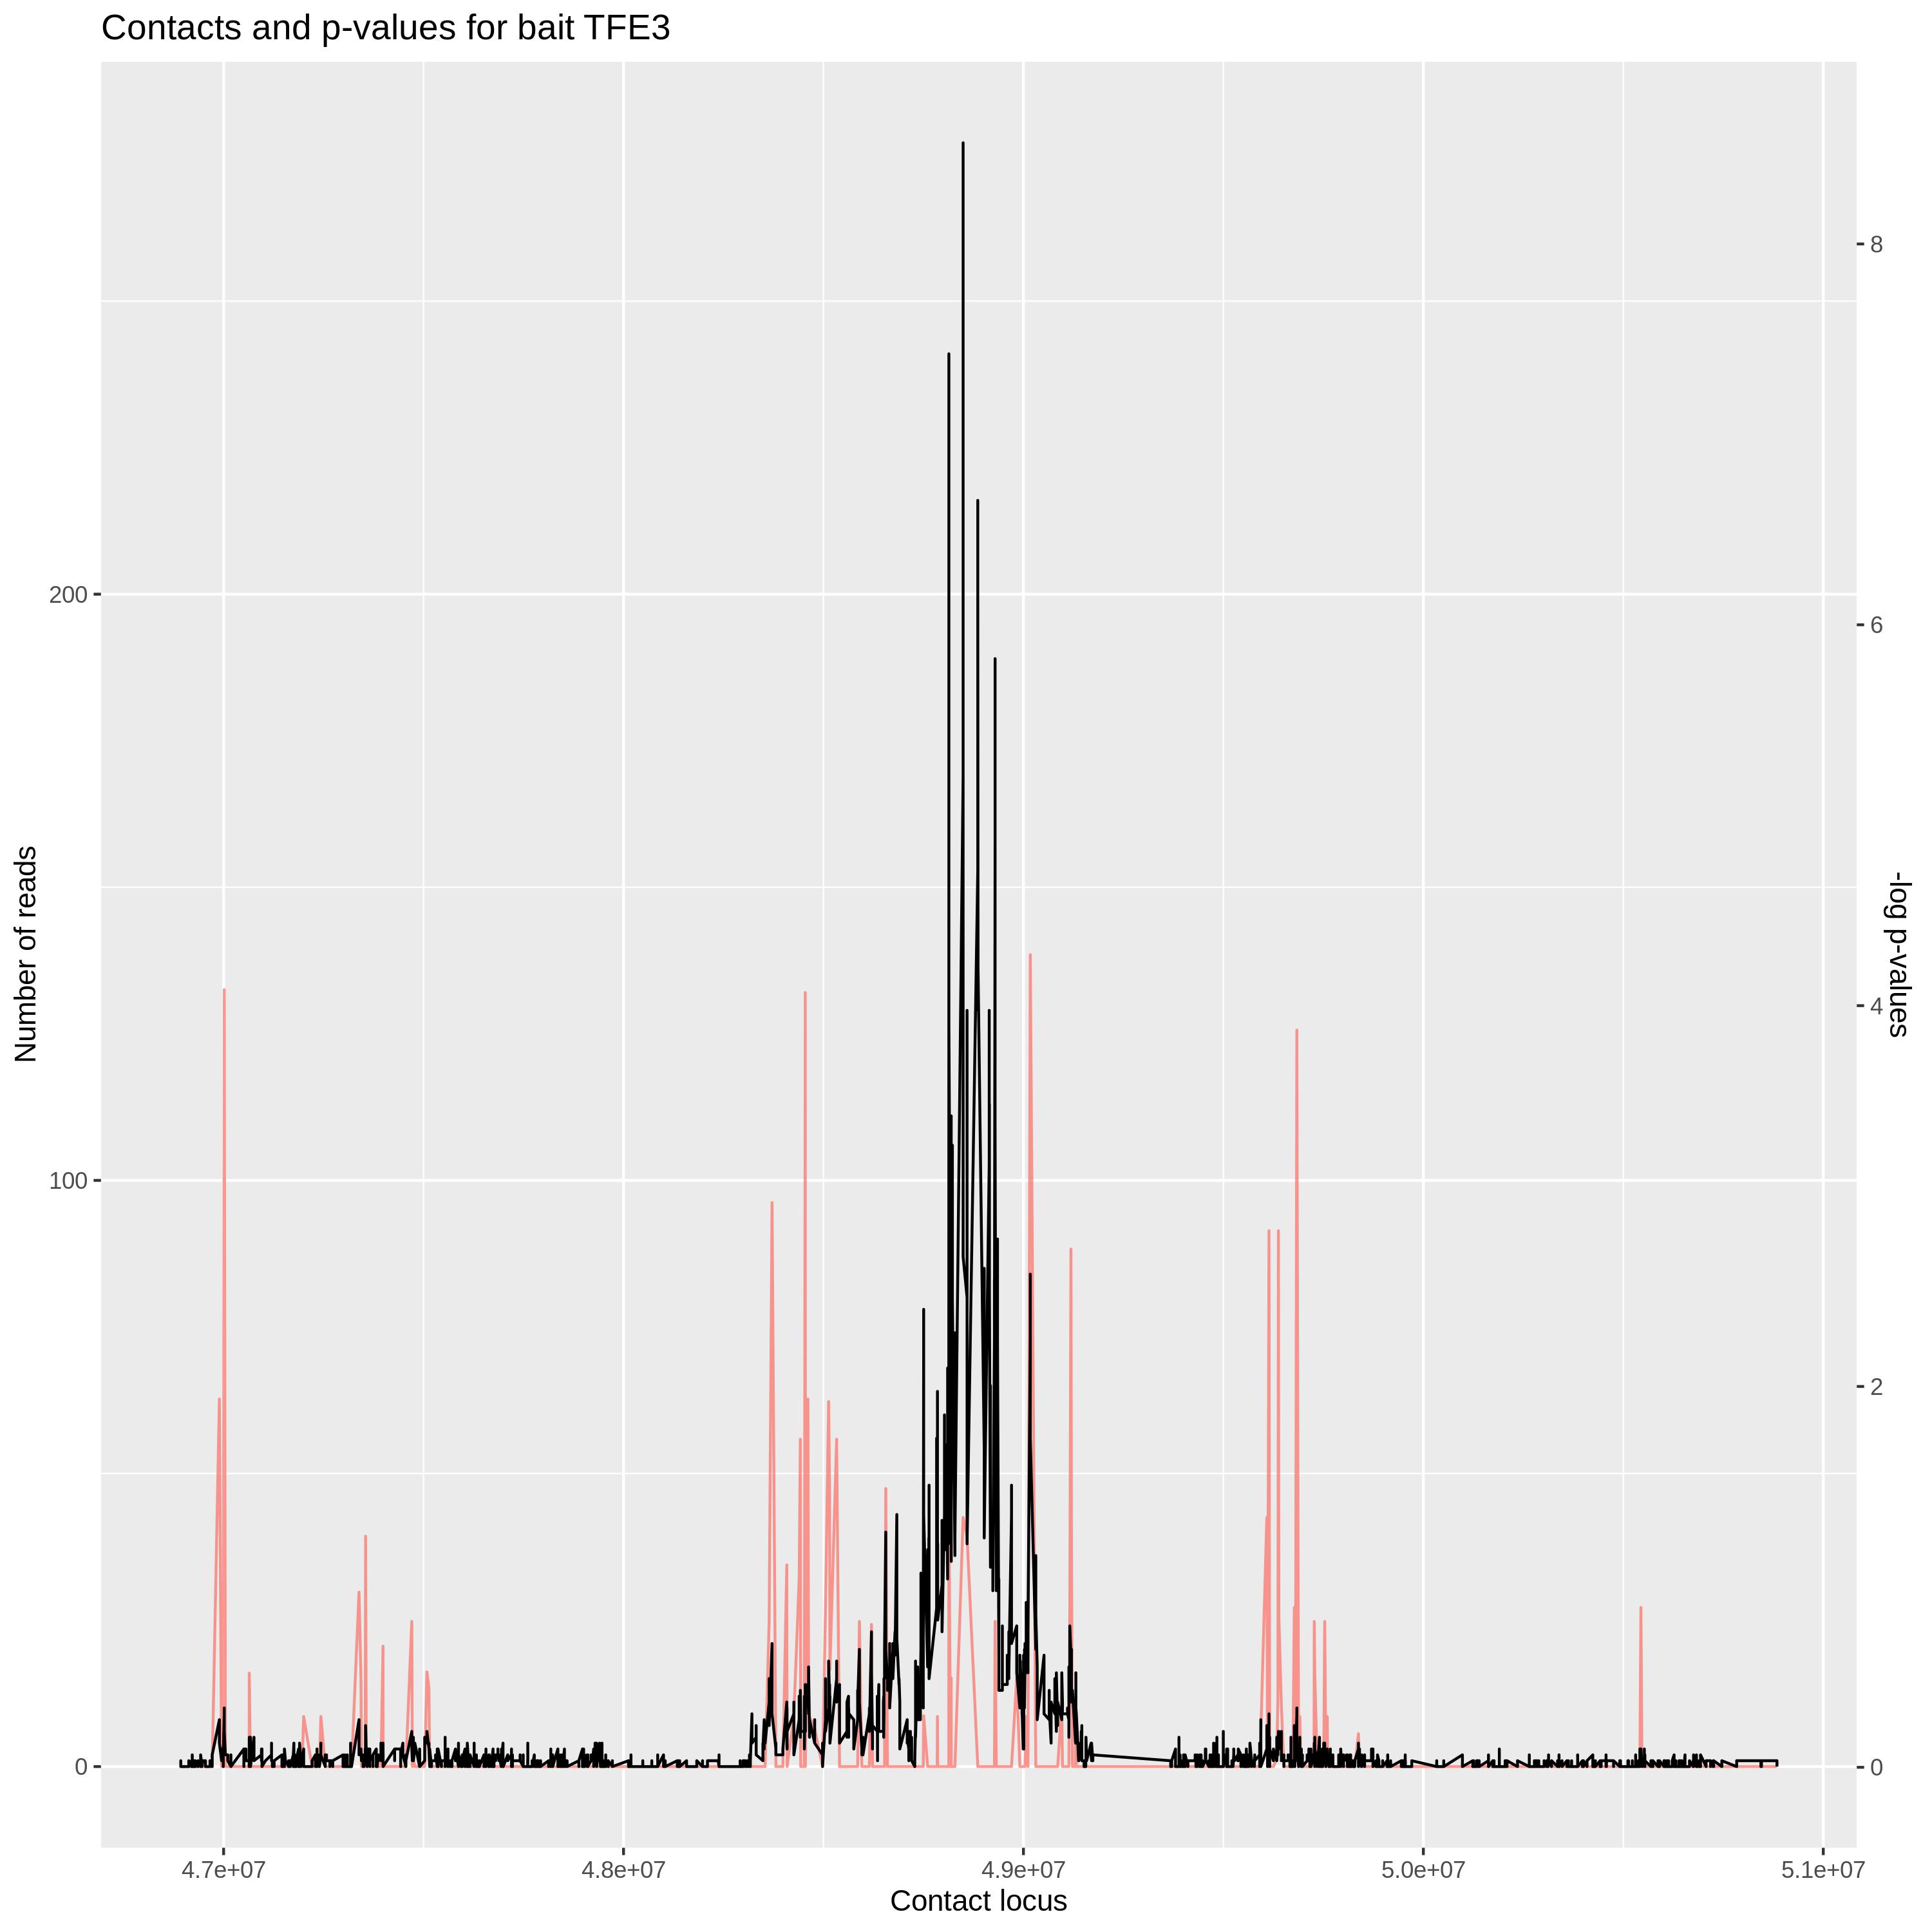 Contacts and p-values for bait TFE3
Number of reads
200
100
0
8
6
4
2
0
-log p-values
4.7e+07
4.8e+07
4.9e+07
5.0e+07
5.1e+07
Contact locus